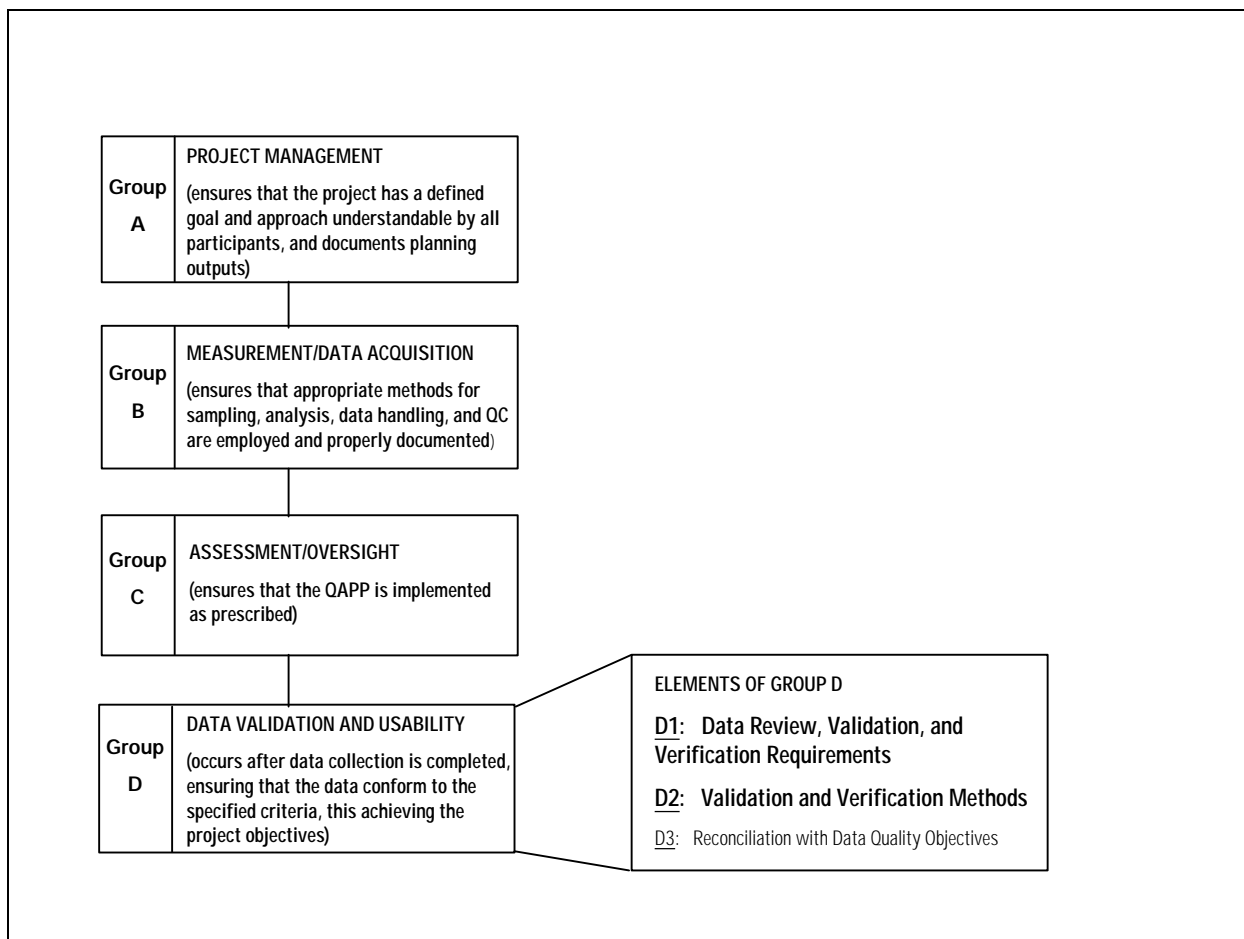 Group
A
PROJECT MANAGEMENT
(ensures that the project has a defined
goal and approach understandable by all
participants, and documents planning
outputs)
Group
B
MEASUREMENT/DATA ACQUISITION
(ensures that appropriate methods for
sampling, analysis, data handling, and QC
are employed and properly documented)
Group
C
ASSESSMENT/OVERSIGHT
(ensures that the QAPP is implemented
as prescribed)
Group
D
DATA VALIDATION AND USABILITY
(occurs after data collection is completed,
ensuring that the data conform to the
specified criteria, this achieving the
project objectives)
ELEMENTS OF GROUP D
D1: Data Review, Validation, and
Verification Requirements
D2: Validation and Verification Methods
D3: Reconciliation with Data Quality Objectives